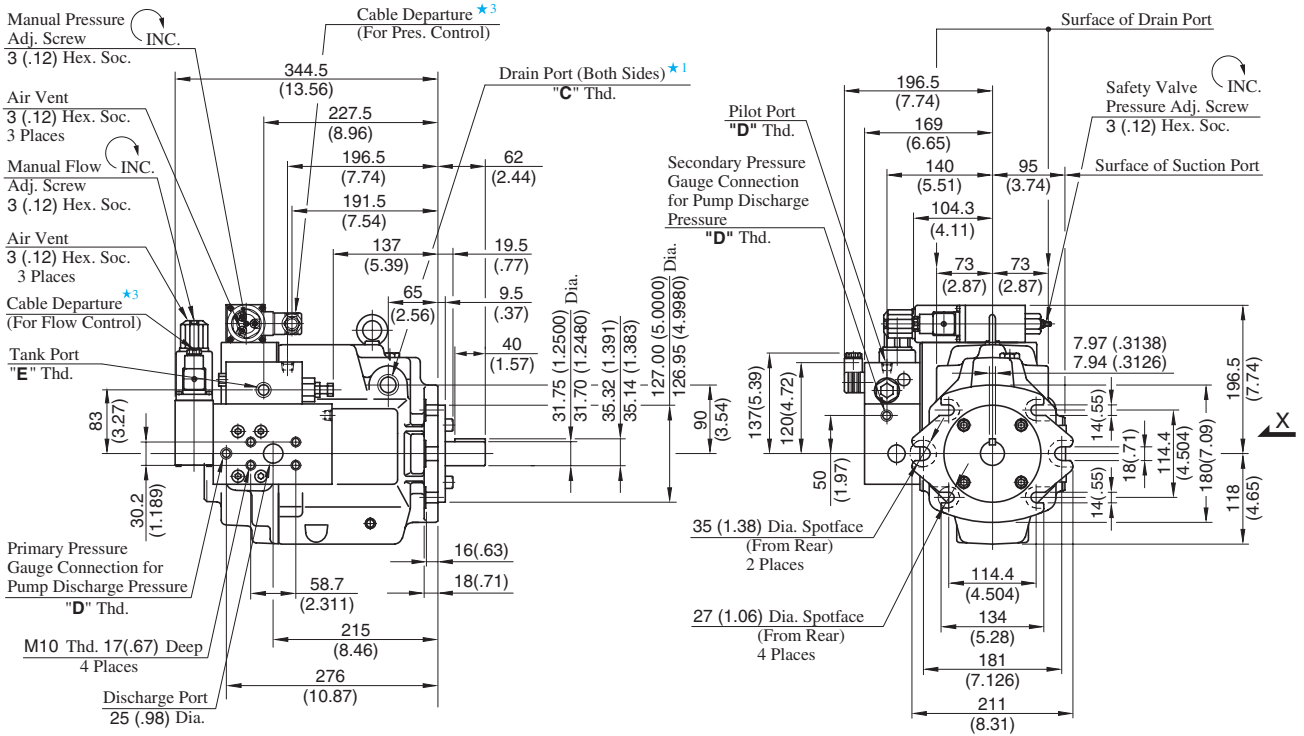 Manual Pressure
Adj. Screw
INC.
3 (.12) Hex. Soc.
Air Vent
3 (.12) Hex. Soc.
3 Places
Manual Flow
INC.
Adj. Screw
3 (.12) Hex. Soc.
Air Vent
3 (.12) Hex. Soc.
3 Places
Cable Departure ★3
(For Flow Control)
Tank Port
"E" Thd.
83
(3.27)
30.2
(1.189)
Primary Pressure
Gauge Connection for
Pump Discharge Pressure
"D" Thd.
M10 Thd. 17(.67) Deep
4 Places
Discharge Port
25 (.98) Dia.
Cable Departure ★3
(For Pres. Control)
Drain Port (Both Sides) ★1
"C" Thd.
344.5
(13.56)
227.5
(8.96)
196.5
(7.74)
62
(2.44)
191.5
(7.54)
137
(5.39)
19.5
(.77)
65
(2.56)
9.5
(.37)
40
(1.57)
31.75 (1.2500)
31.70 (1.2480) Dia.
35.32 (1.391)
35.14 (1.383)
127.00 (5.0000)
126.95 (4.9980) Dia.
90
(3.54)
16(.63)
18(.71)
58.7
(2.311)
215
(8.46)
276
(10.87)
Surface of Drain Port
196.5
(7.74)
Safety Valve
INC.
Pressure Adj. Screw
3 (.12) Hex. Soc.
Pilot Port
"D" Thd.
169
(6.65)
Secondary Pressure
Gauge Connection
for Pump Discharge
Pressure
"D" Thd.
140
(5.51)
95
(3.74)
Surface of Suction Port
104.3
(4.11)
73
(2.87)
73
(2.87)
7.97 (.3138)
7.94 (.3126)
196.5
(7.74)
137(5.39)
120(4.72)
50
(1.97)
14(.55)
18(.71)
114.4
(4.504)
180(7.09)
14(.55)
118
(4.65)
X
35 (1.38) Dia. Spotface
(From Rear)
2 Places
27 (1.06) Dia. Spotface
(From Rear)
4 Places
114.4
(4.504)
134
(5.28)
181
(7.126)
211
(8.31)